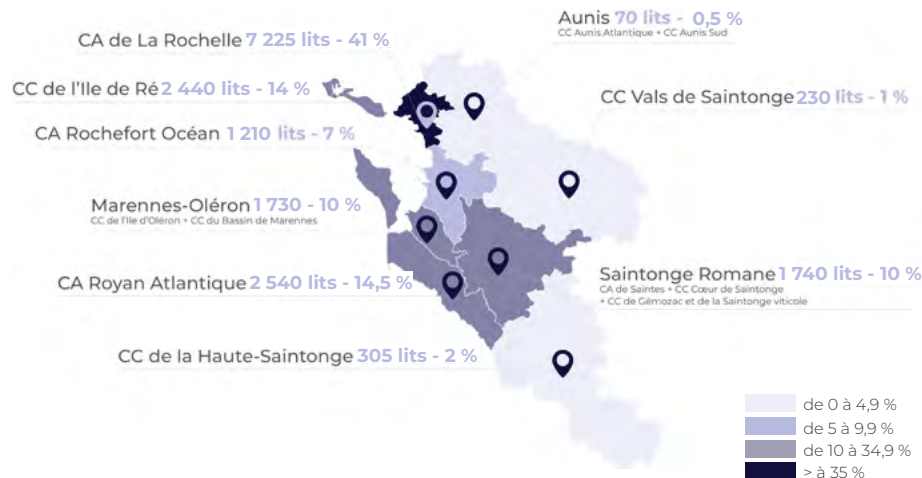 Aunis 70 lits - 0,5 %
CC Aunis Atlantique + CC Aunis Sud
CA de La Rochelle 7 225 lits - 41 %
CC de l'Ile de Ré 2 440 lits - 14 %
CC Vals de Saintonge 230 lits - 1 %
CA Rochefort Océan 1 210 lits - 7 %
Marennes-Oléron 1 730 - 10 %
CC de l'Ile d'Oléron + CC du Bassin de Marennes
Saintonge Romane 1 740 lits - 10 %
CA de Saintes + CC Cœur de Saintonge
+ CC de Gémozac et de la Saintonge viticole
CA Royan Atlantique 2 540 lits - 14,5 %
CC de la Haute-Saintonge 305 lits - 2 %
de 0 à 4,9 %
de 5 à 9,9 %
de 10 à 34,9 %
> à 35 %